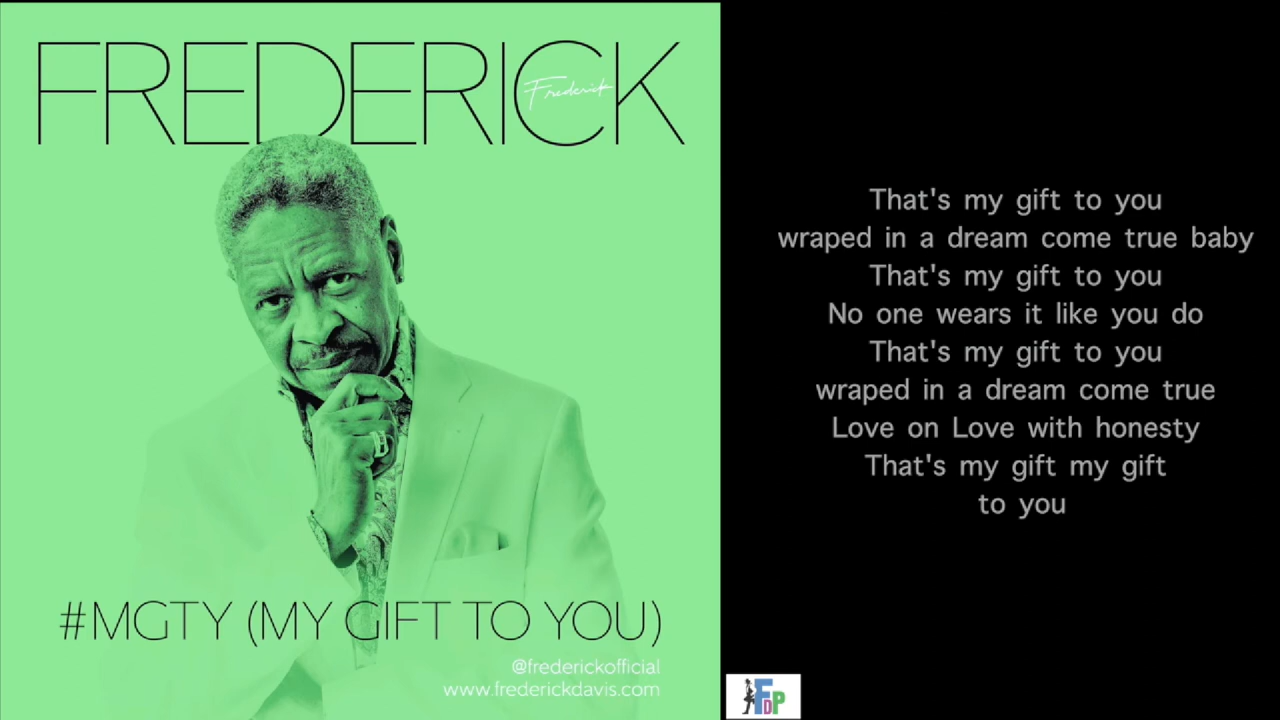 FREDERICK
Frederick
#MGTY (MY GIFT TO YOU)
@frederickofficial
www.frederickdavis.com
That's my gift to you
wraped in a dream come true baby
That's my gift to you
No one wears it like you do
That's my gift to you
wraped in a dream come true
Love on Love with honesty
That's my gift my gift
to you
FDP